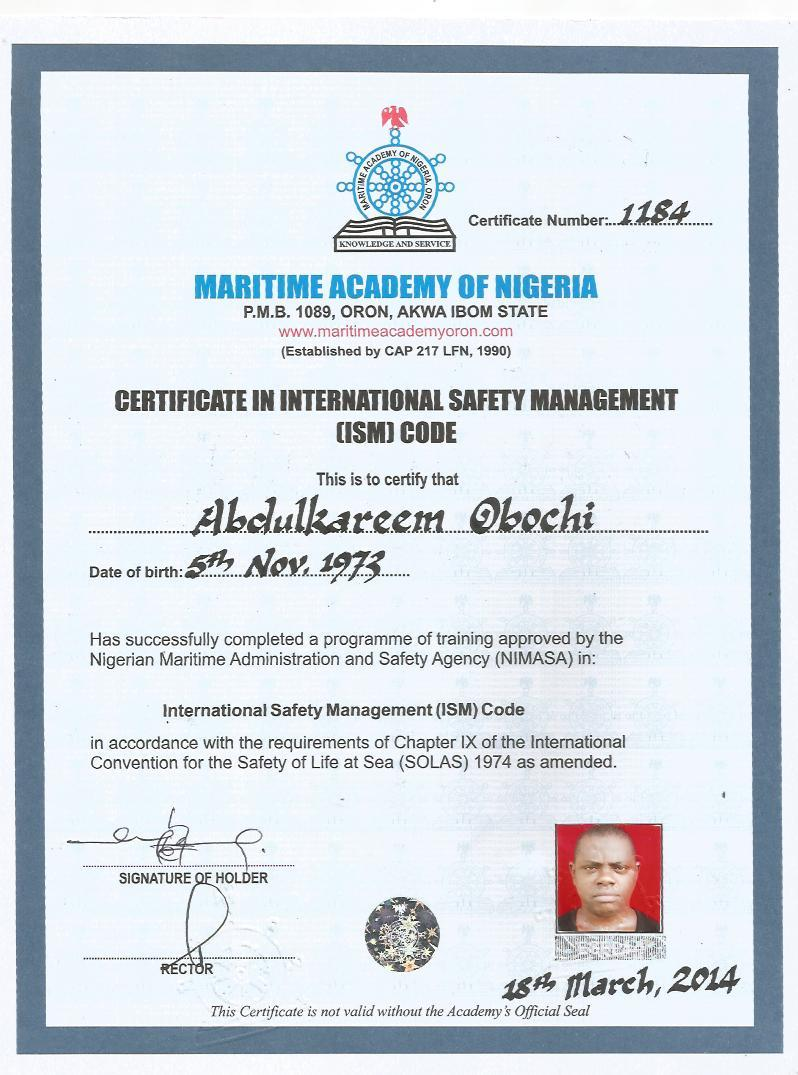 MARITIME ACADEMY OF NIGERIA, ORON
KNOWLEDGE AND SERVICE
Certificate Number: 1184
MARITIME ACADEMY OF NIGERIA
P.M.B. 1089, ORON, AKWA IBOM STATE
www.maritimeacademyoron.com
(Established by CAP 217 LFN, 1990)
CERTIFICATE IN INTERNATIONAL SAFETY MANAGEMENT
(ISM) CODE
This is to certify that
Abdulkareem Obochi
Date of birth: 5th Nov. 1973
Has successfully completed a programme of training approved by the
Nigerian Maritime Administration and Safety Agency (NIMASA) in:
International Safety Management (ISM) Code
in accordance with the requirements of Chapter IX of the International
Convention for the Safety of Life at Sea (SOLAS) 1974 as amended.
SIGNATURE OF HOLDER
RECTOR
18th March, 2014
This Certificate is not valid without the Academy's Official Seal